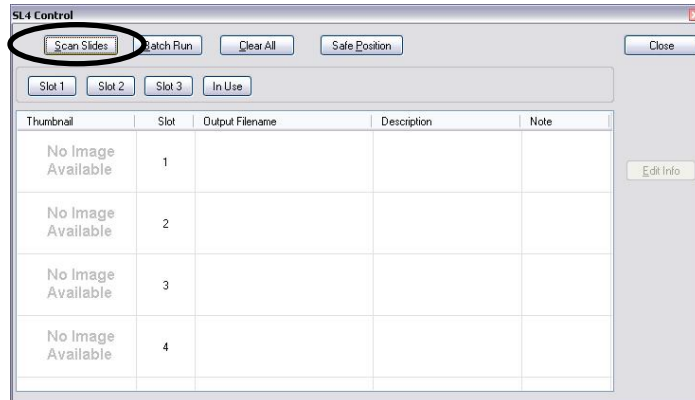 SL4 Control
Scan Slides Batch Run Clear All Safe Position Close
Slot 1 Slot 2 Slot 3 In Use
Thumbnail Slot Output Filename Description Note
No Image
Available
1
Edit Info
No Image
Available
2
No Image
Available
3
No Image
Available
4